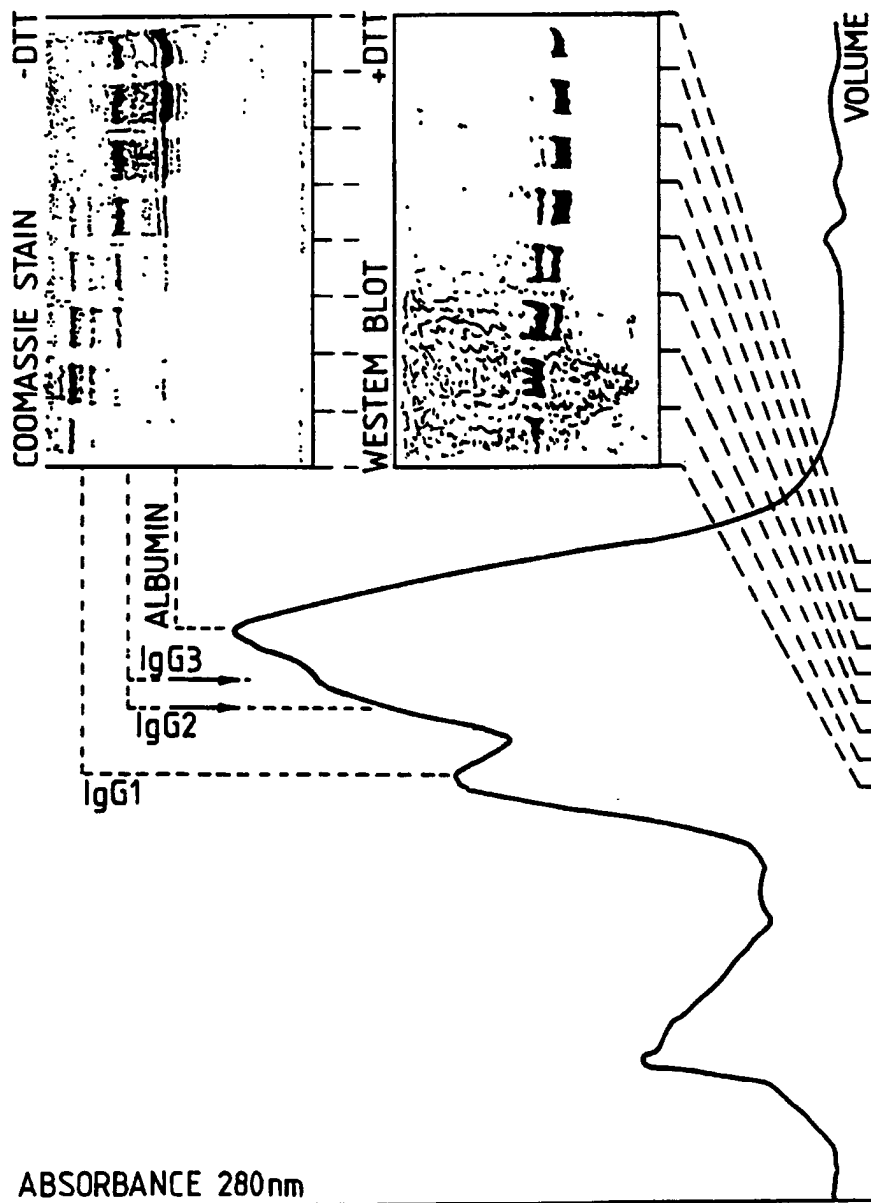 COOMASSIE STAIN
-DTT
WESTEM BLOT
+DTT
ALBUMIN
IgG3
IgG2
IgG1
VOLUME
ABSORBANCE 280nm